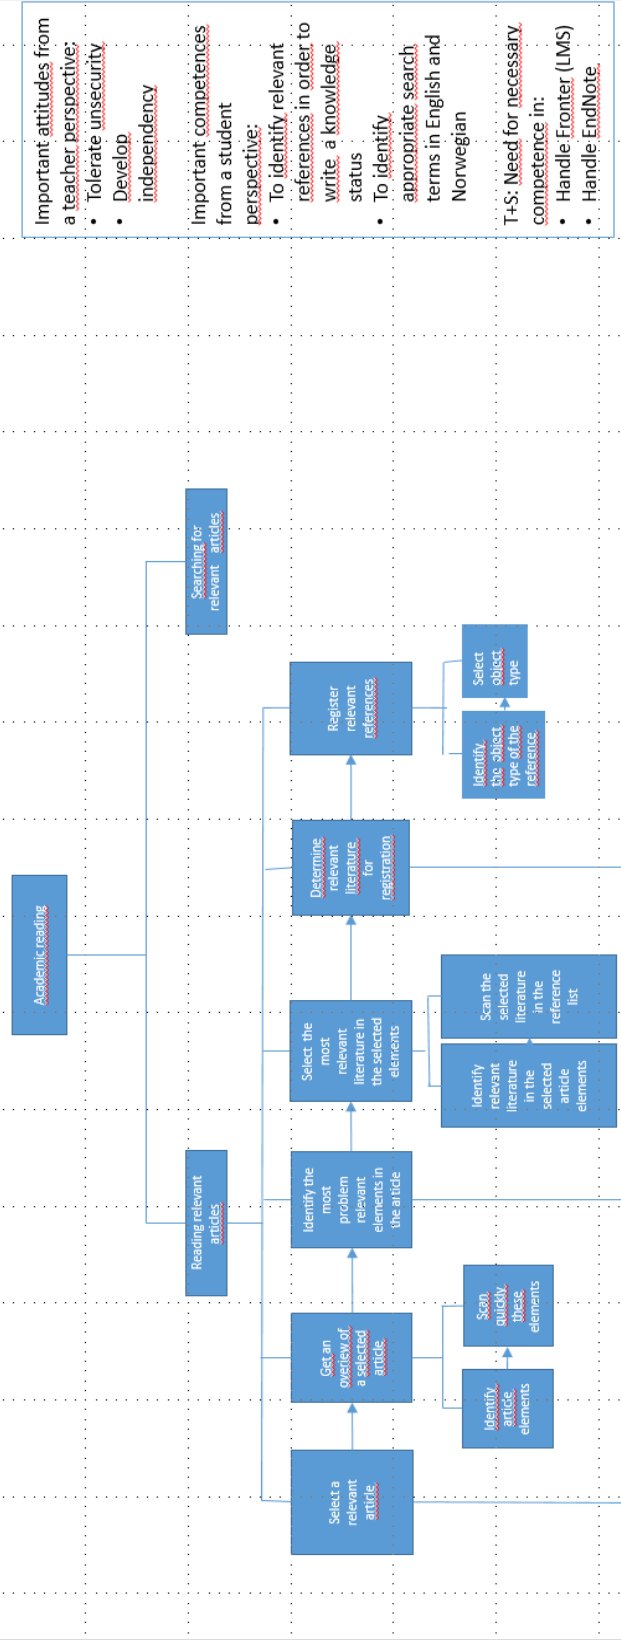 Academic reading
Reading relevant
articles
Searching for
relevant articles
Select a
relevant
article
Get an
overiew of
a selected
article
Identify the
most
problem
relevant
elements in
the article
Select the
most
relevant
literature in
the selected
elements
Determine
relevant
literature
for
registration
Register
relevant
references
Identify
article
elements
Scan
quickly
these
elements
Identify
relevant
literature
in the
selected
article
elements
Scan the
selected
literature
in the
reference
list
Identify
the object
type of the
reference
Select
object
type
Important attitudes from
a teacher perspective:
• Tolerate unsecurity
• Develop
independency
Important competences
from a student
perspective:
• To identify relevant
references in order to
write a knowledge
status
• To identify
appropriate search
terms in English and
Norwegian
T+S: Need for necessary
competence in:
• Handle Fronter (LMS)
• Handle EndNote